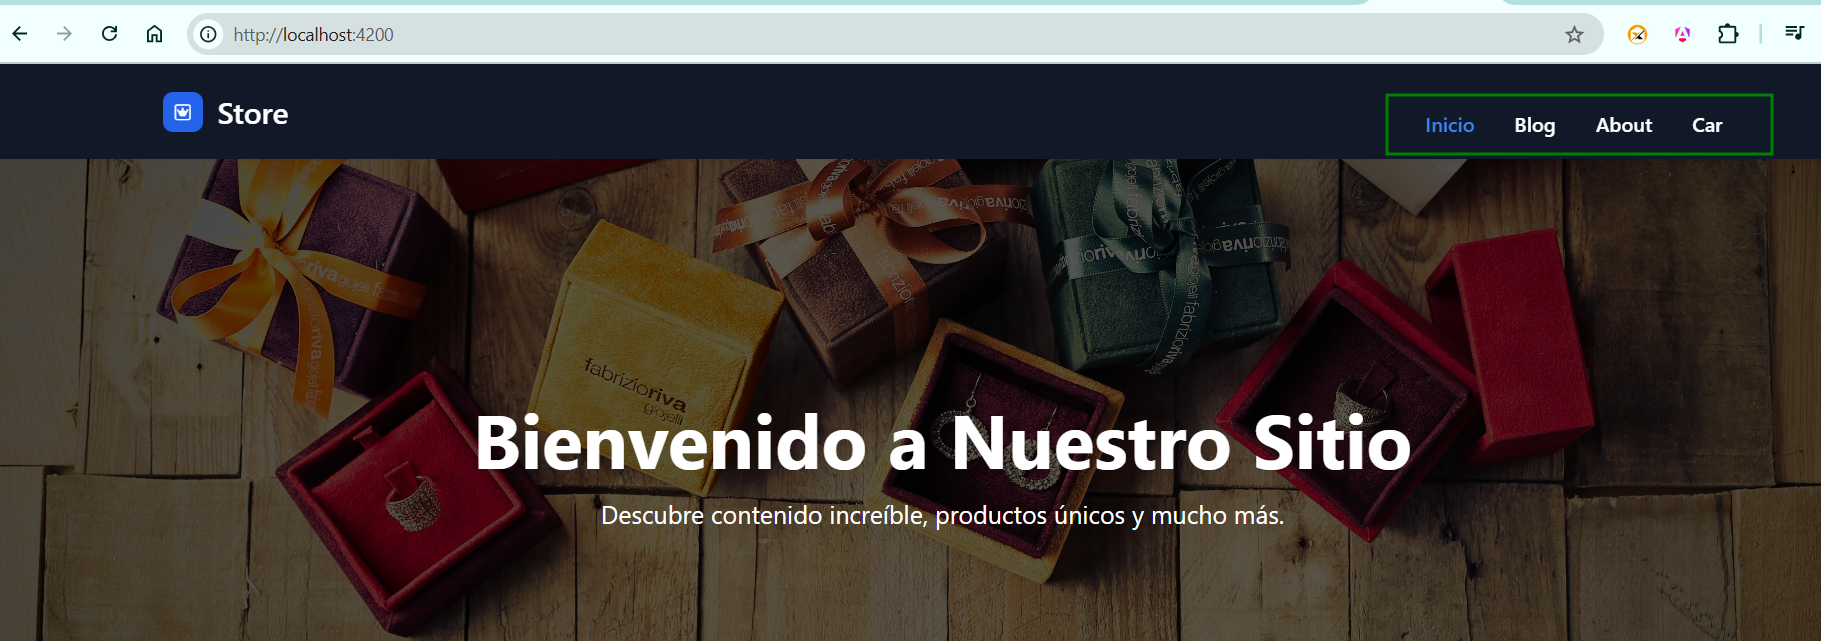 http://localhost:4200
Store
Inicio Blog About Car
fabrizioriva
gioielli
Bienvenido a Nuestro Sitio
Descubre contenido increíble, productos únicos y mucho más.